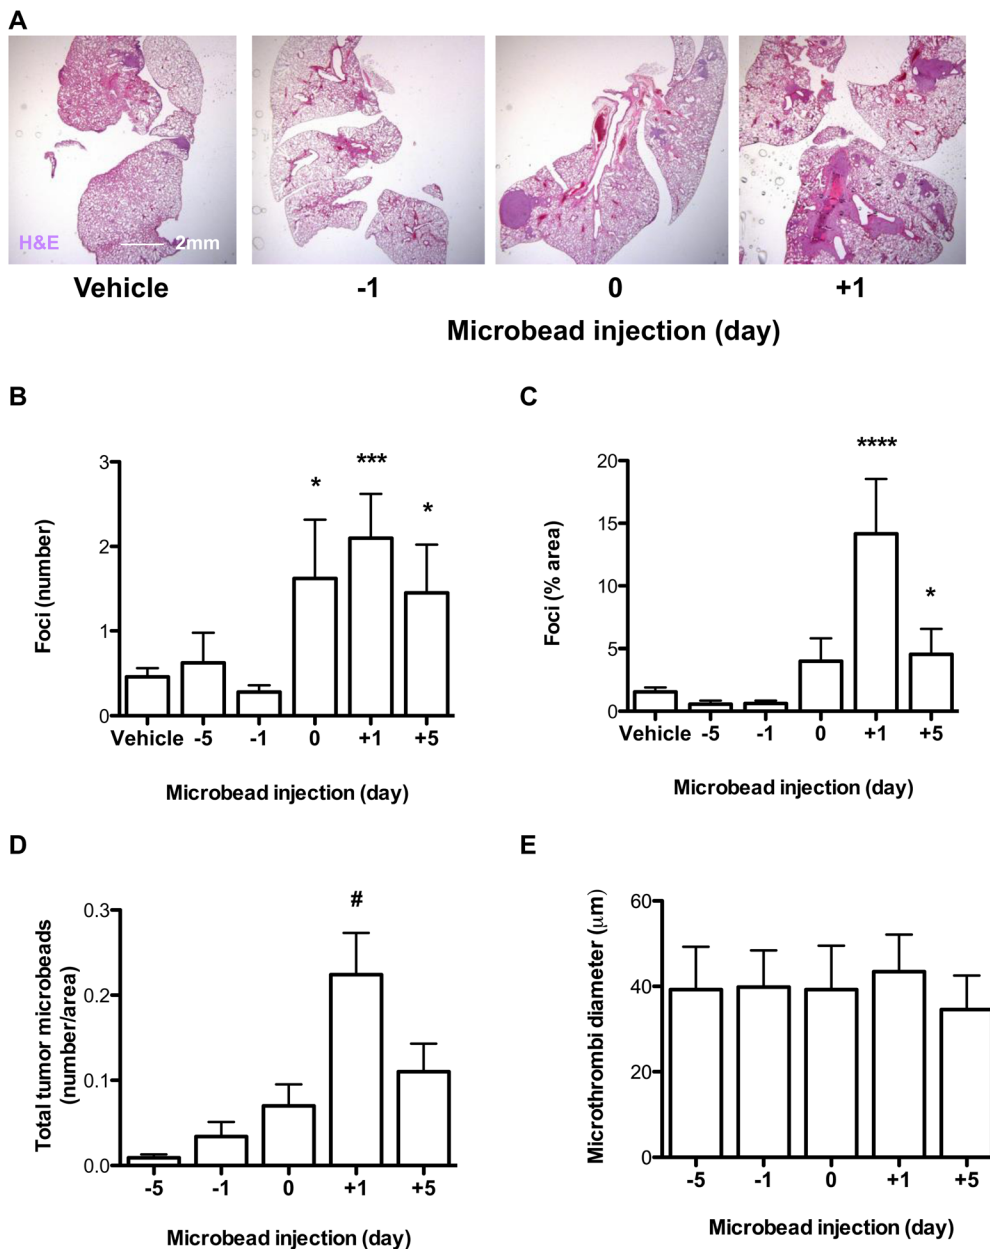 A
H&E
2mm
Vehicle -1 0 +1
Microbead injection (day)
B
Foci (number)
3
2
1
0
* *** *
Vehicle -5 -1 0 +1 +5
Microbead injection (day)
C
Foci (% area)
20
15
10
5
0
**** *
Vehicle -5 -1 0 +1 +5
Microbead injection (day)
D
Total tumor microbeads
(number/area)
0.3
0.2
0.1
0.0
#
-5 -1 0 +1 +5
Microbead injection (day)
E
Microthrombi diameter (μm)
60
40
20
0
-5 -1 0 +1 +5
Microbead injection (day)